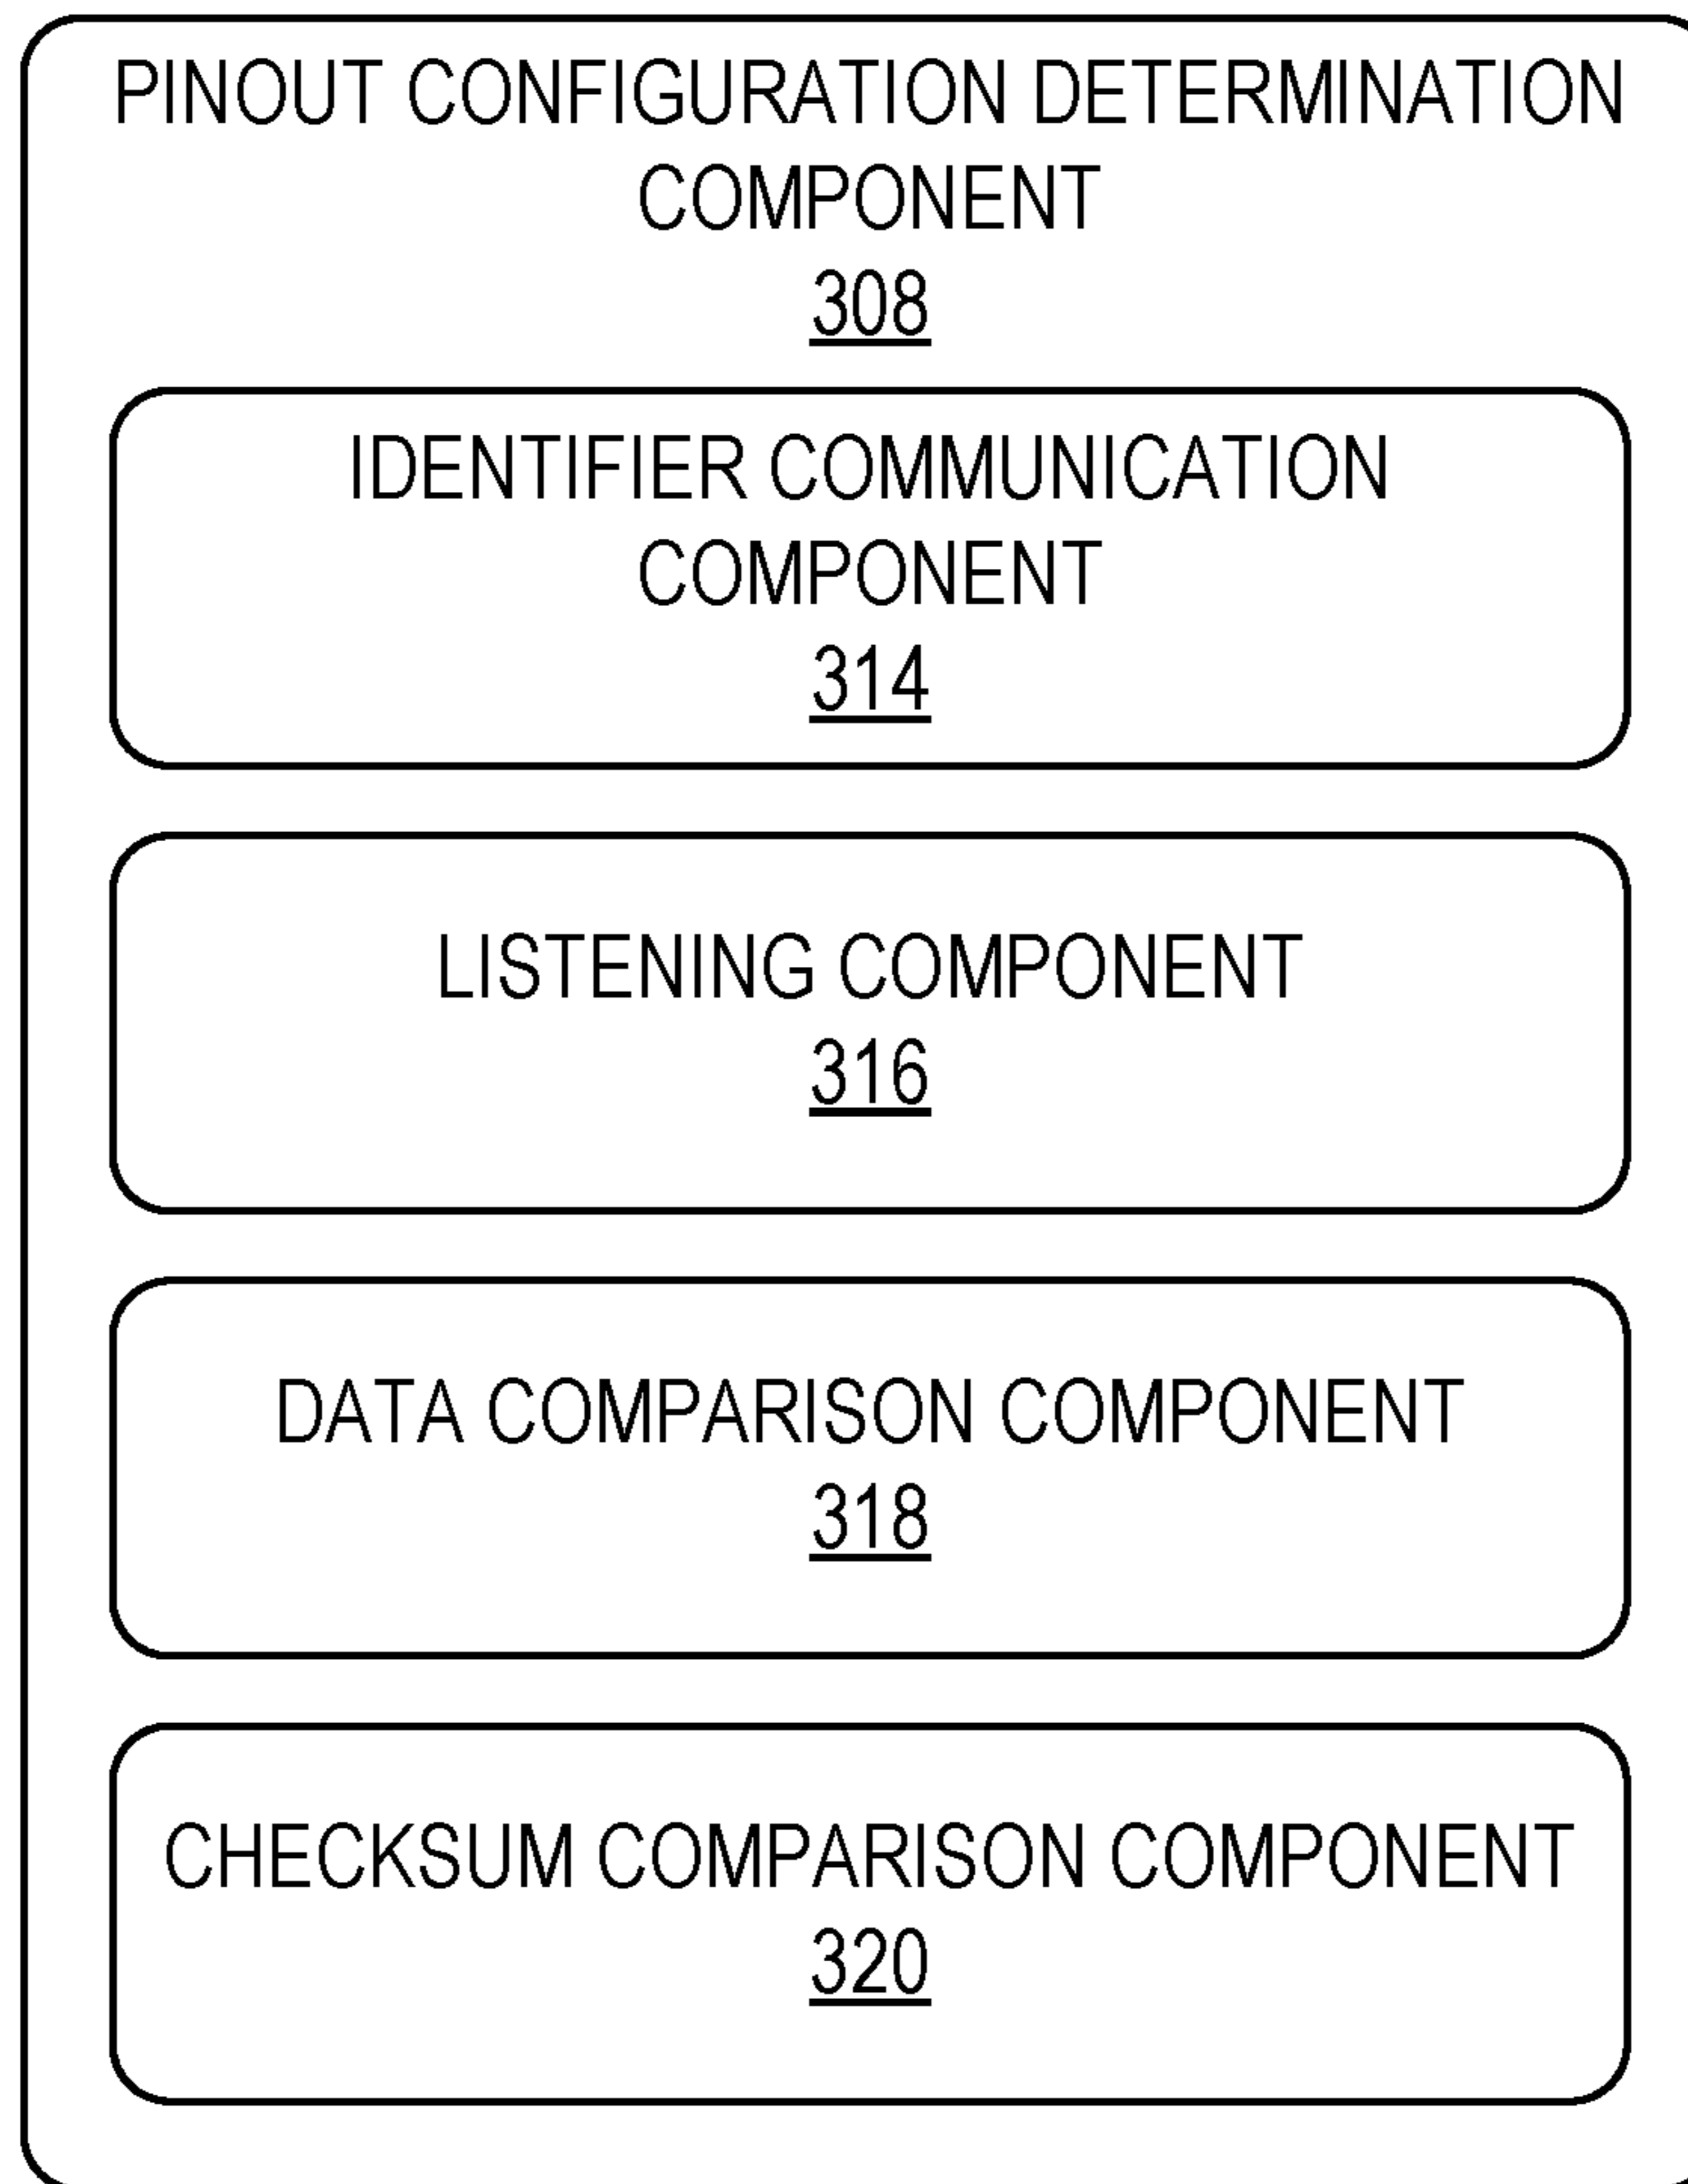 PINOUT CONFIGURATION DETERMINATION
COMPONENT
308
IDENTIFIER COMMUNICATION
COMPONENT
314
LISTENING COMPONENT
316
DATA COMPARISON COMPONENT
318
CHECKSUM COMPARISON COMPONENT
320